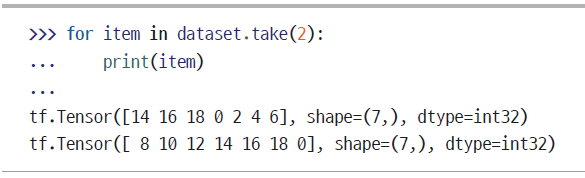 >>> for item in dataset.take(2):
...     print(item)
...
tf.Tensor([14 16 18 0 2 4 6], shape=(7,), dtype=int32)
tf.Tensor([ 8 10 12 14 16 18 0], shape=(7,), dtype=int32)